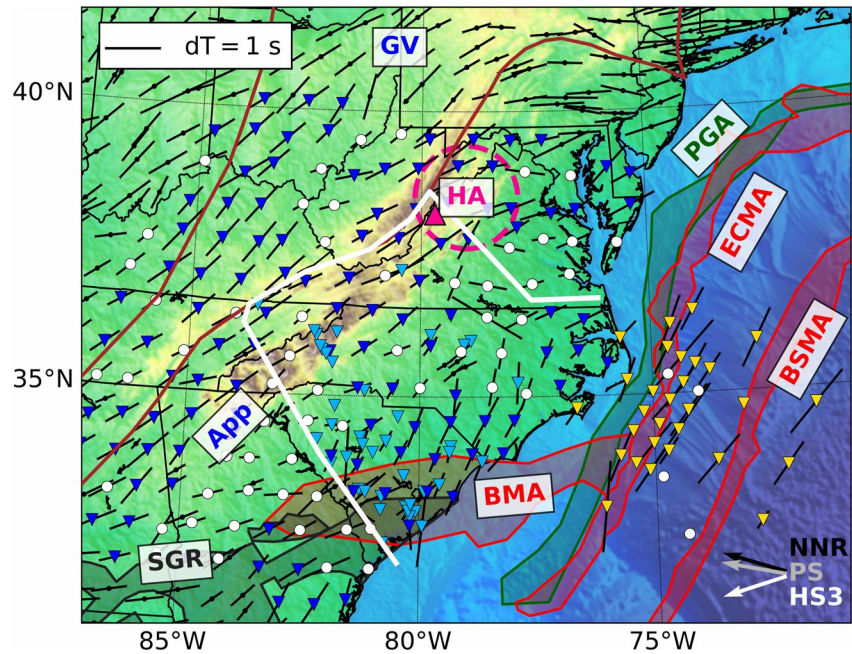 dT = 1 s
GV
40°N
PGA
HA
ECMA
BSMA
35°N
App
BMA
SGR
NNR
PS
HS3
85°W
80°W
75°W